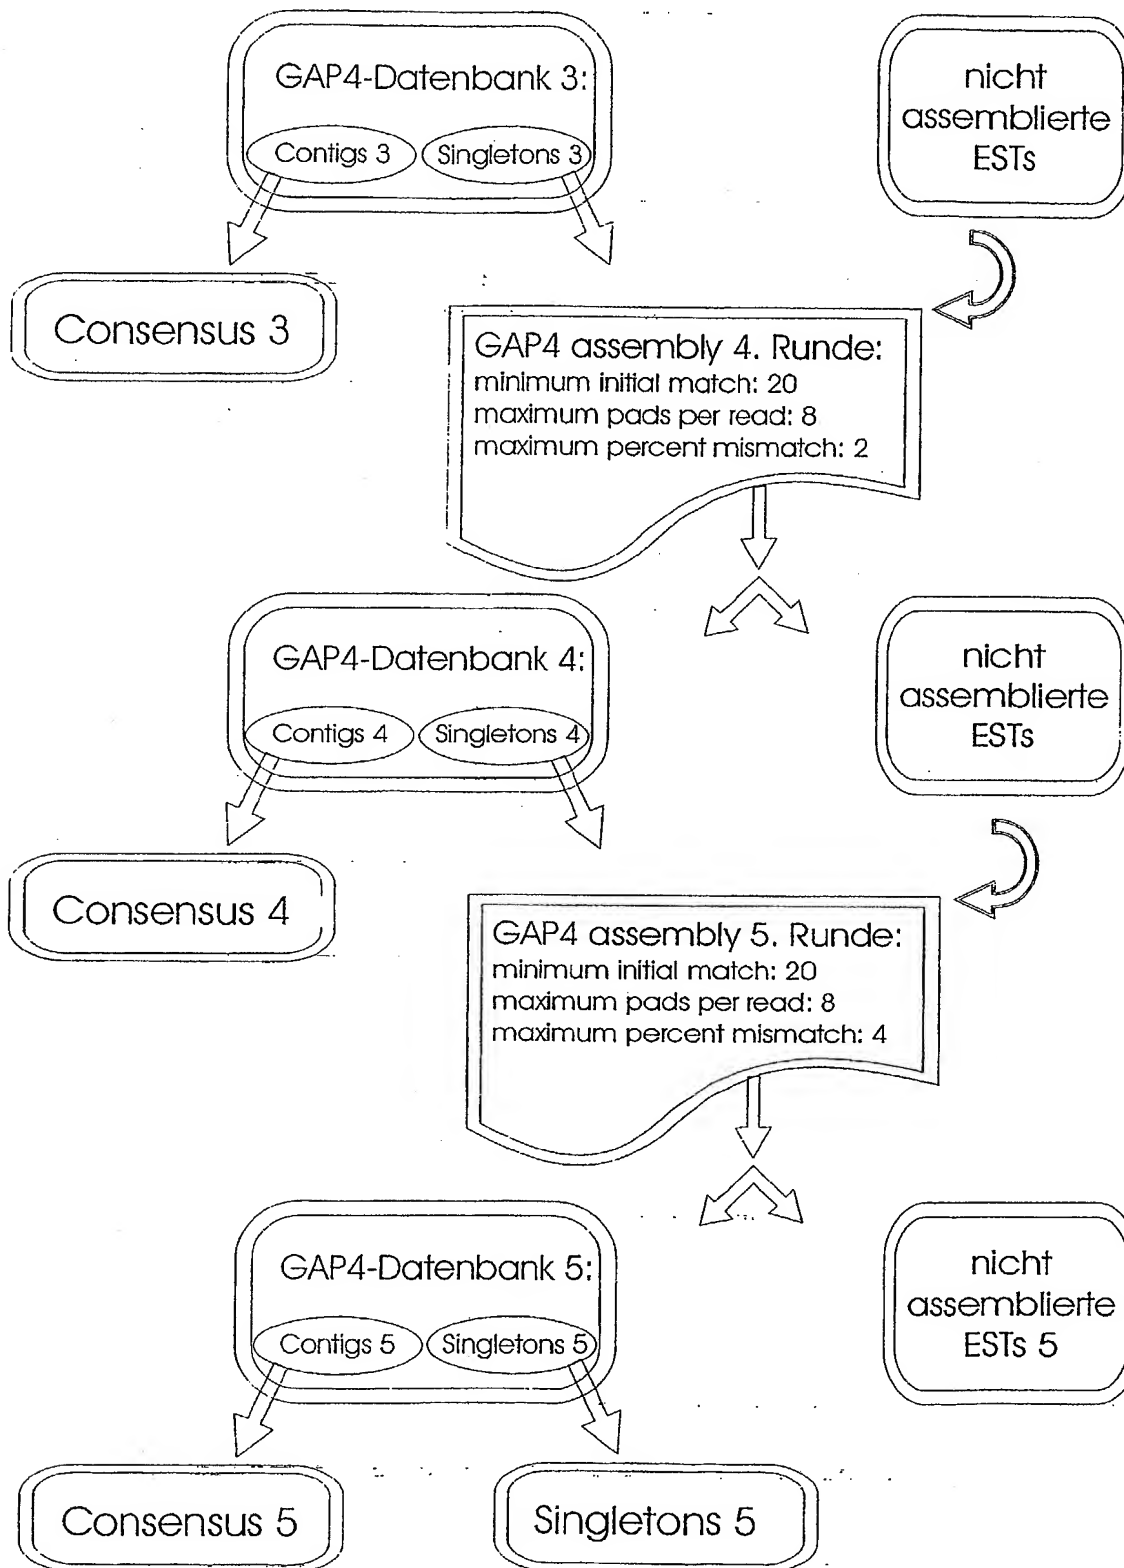 GAP4-Datenbank 3:
Contigs 3
Singletons 3
nicht
assemblierte
ESTs
Consensus 3
GAP4 assembly 4. Runde:
minimum initial match: 20
maximum pads per read: 8
maximum percent mismatch: 2
GAP4-Datenbank 4:
Contigs 4
Singletons 4
nicht
assemblierte
ESTs
Consensus 4
GAP4 assembly 5. Runde:
minimum initial match: 20
maximum pads per read: 8
maximum percent mismatch: 4
GAP4-Datenbank 5:
Contigs 5
Singletons 5
nicht
assemblierte
ESTs 5
Consensus 5
Singletons 5